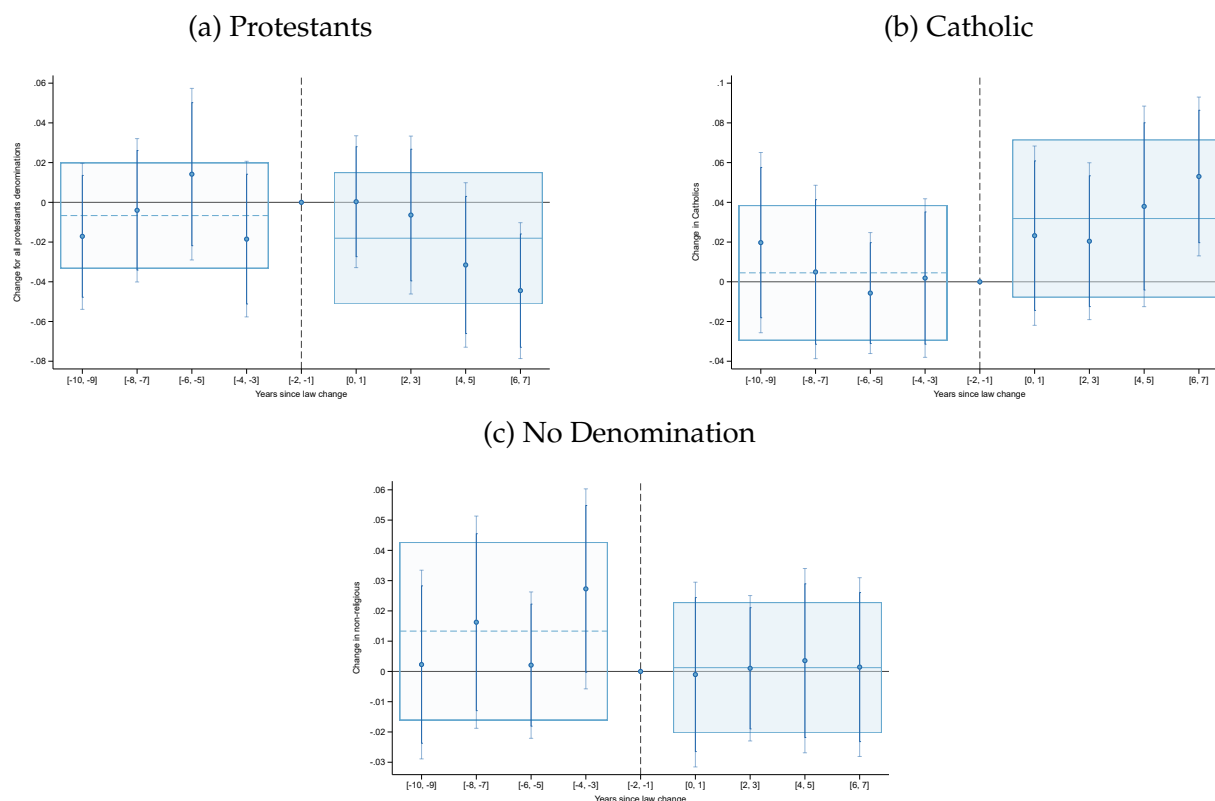 (a) Protestants
(b) Catholic
Change for all protestants denominations
.06
.04
.02
0
-.02
-.04
-.06
-.08
[-10, -9] [-8, -7] [-6, -5] [-4, -3] [-2, -1] [0, 1] [2, 3] [4, 5] [6, 7]
Years since law change
Change in Catholics
.1
.08
.06
.04
.02
0
-.02
-.04
[-10, -9] [-8, -7] [-6, -5] [-4, -3] [-2, -1] [0, 1] [2, 3] [4, 5] [6, 7]
Years since law change
(c) No Denomination
Change in non-religious
.06
.05
.04
.03
.02
.01
0
-.01
-.02
-.03
[-10, -9] [-8, -7] [-6, -5] [-4, -3] [-2, -1] [0, 1] [2, 3] [4, 5] [6, 7]
Years since law change